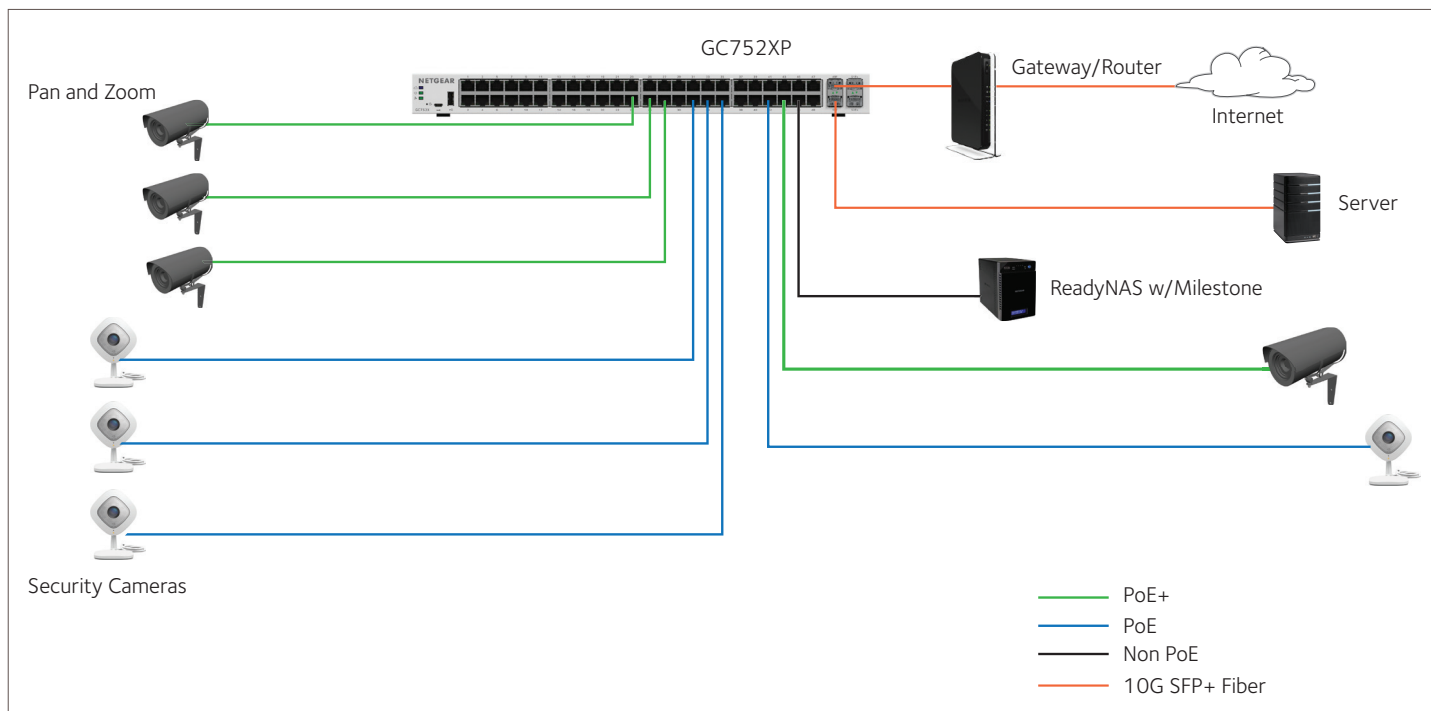 GC752XP
NETGEAR
Pan and Zoom
Gateway/Router
Internet
Server
ReadyNAS w/Milestone
Security Cameras
PoE+
PoE
Non PoE
10G SFP+ Fiber